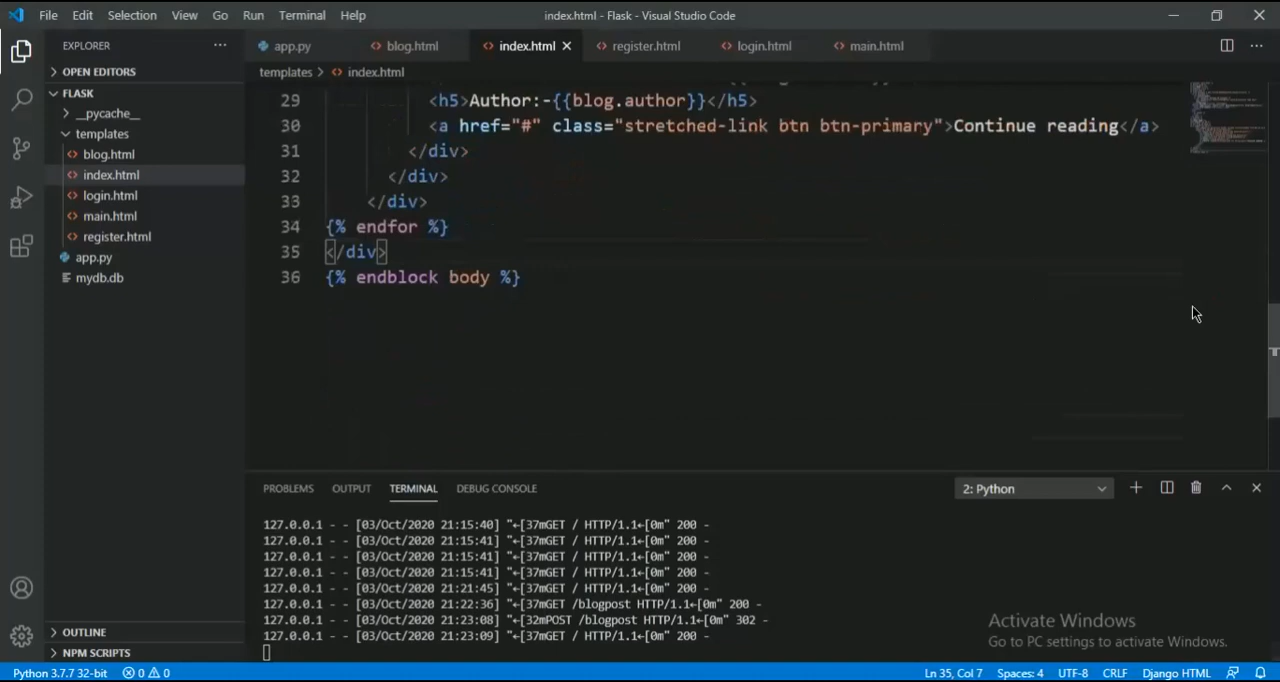 File Edit Selection View Go Run Terminal Help index.html - Flask - Visual Studio Code
EXPLORER
OPEN EDITORS
FLASK
__pycache__
templates
blog.html
index.html
login.html
main.html
register.html
app.py
mydb.db
OUTLINE
NPM SCRIPTS
app.py blog.html index.html register.html login.html main.html
templates > index.html
29 <h5>Author:-{{blog.author}}</h5>
30 <a href="#" class="stretched-link btn btn-primary">Continue reading</a>
31 </div>
32 </div>
33 </div>
34 {% endfor %}
35 </div>
36 {% endblock body %}
PROBLEMS OUTPUT TERMINAL DEBUG CONSOLE 2: Python
127.0.0.1 - - [03/Oct/2020 21:15:40] "←[37mGET / HTTP/1.1←[0m" 200 -
127.0.0.1 - - [03/Oct/2020 21:15:41] "←[37mGET / HTTP/1.1←[0m" 200 -
127.0.0.1 - - [03/Oct/2020 21:15:41] "←[37mGET / HTTP/1.1←[0m" 200 -
127.0.0.1 - - [03/Oct/2020 21:15:41] "←[37mGET / HTTP/1.1←[0m" 200 -
127.0.0.1 - - [03/Oct/2020 21:21:45] "←[37mGET / HTTP/1.1←[0m" 200 -
127.0.0.1 - - [03/Oct/2020 21:22:36] "←[37mGET /blogpost HTTP/1.1←[0m" 200 -
127.0.0.1 - - [03/Oct/2020 21:23:08] "←[32mPOST /blogpost HTTP/1.1←[0m" 302 -
127.0.0.1 - - [03/Oct/2020 21:23:09] "←[37mGET / HTTP/1.1←[0m" 200 -
Activate Windows
Go to PC settings to activate Windows.
Python 3.7.7 32-bit 0 0 Ln 35, Col 7 Spaces: 4 UTF-8 CRLF Django HTML